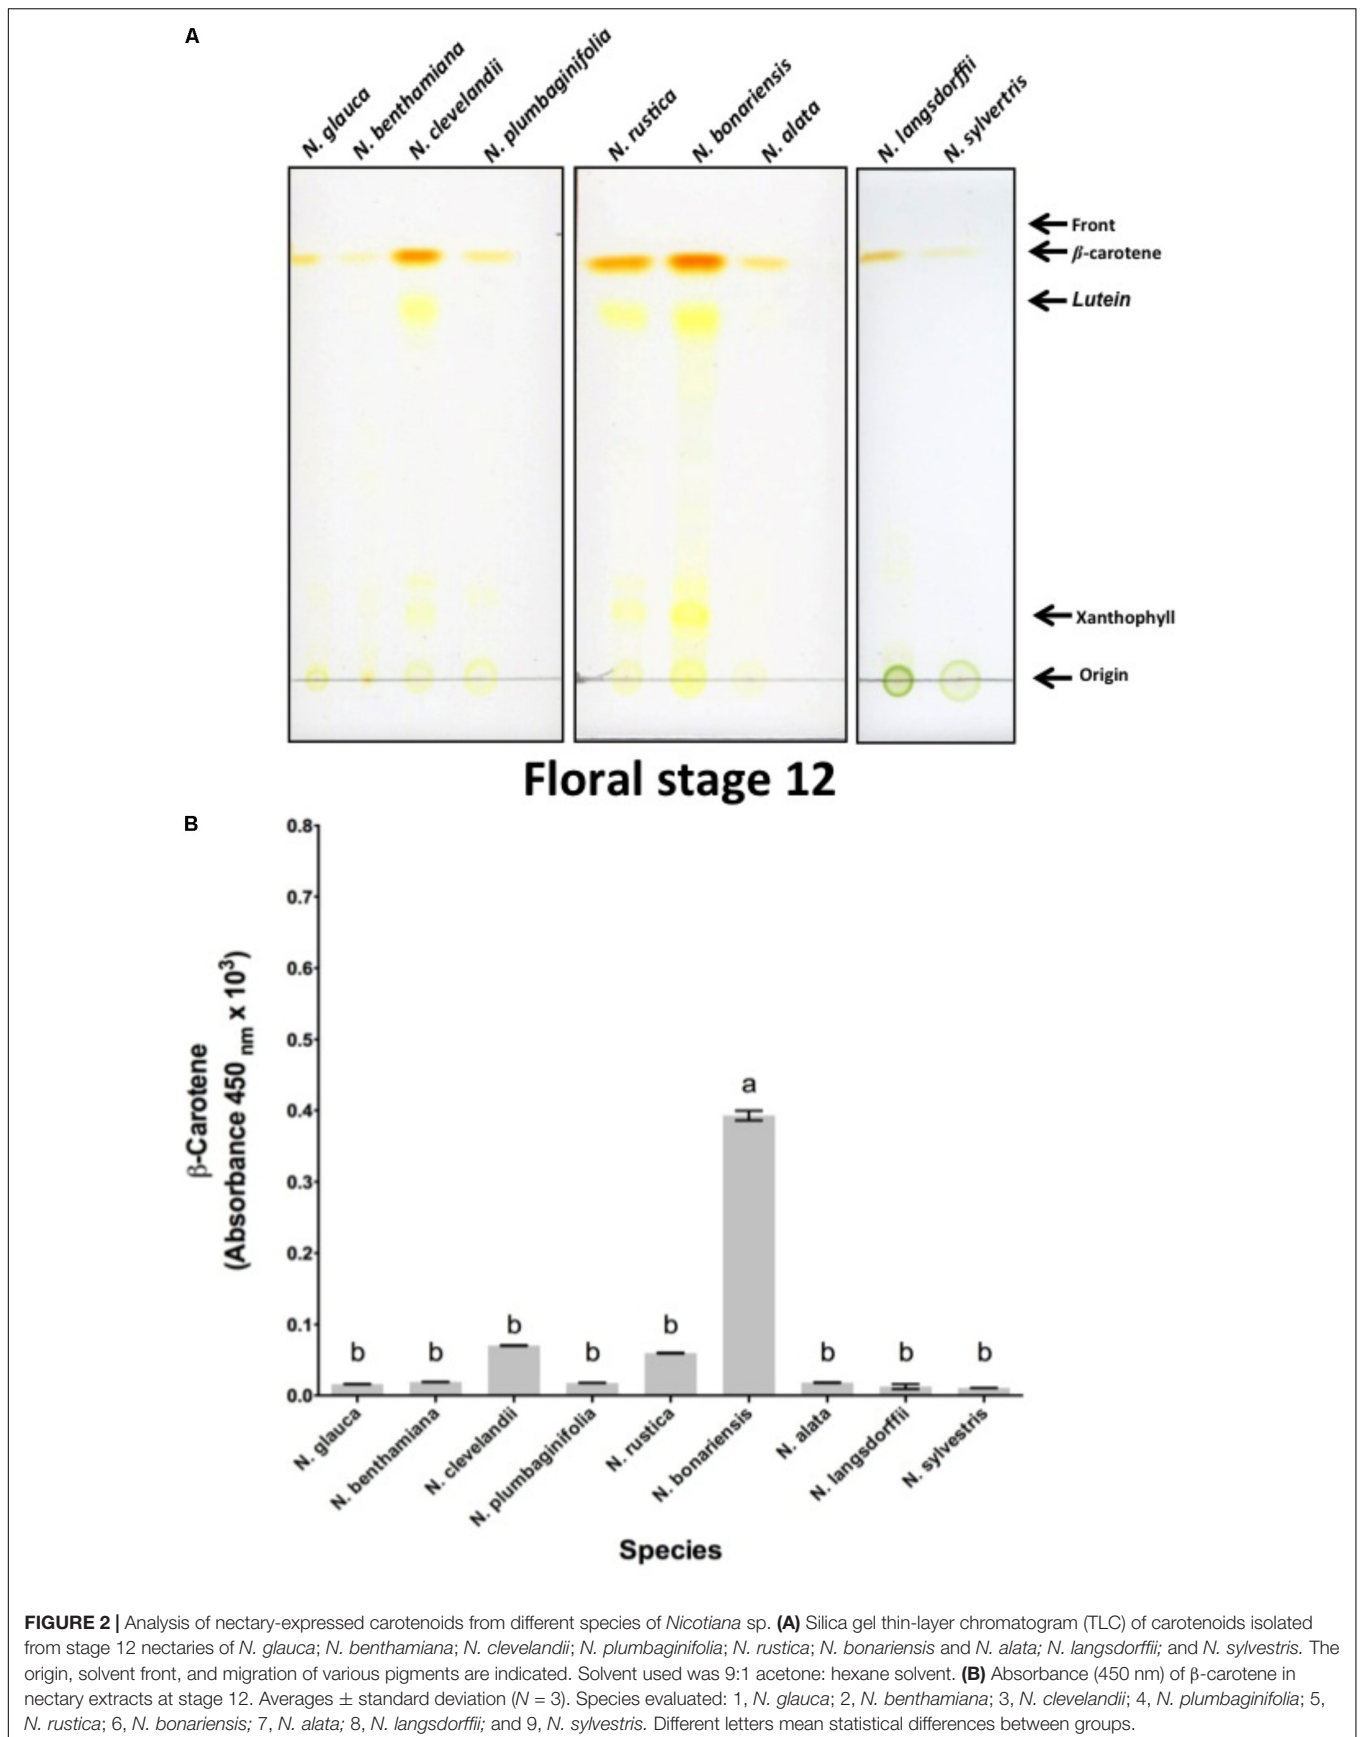 A
N. glauca
N. benthamiana
N. clevelandii
N. plumbaginifolia
N. rustica
N. bonariensis
N. alata
N. langsdorffii
N. sylvertris
Front
β-carotene
Lutein
Xanthophyll
Origin
Floral stage 12
B
β-Carotene
(Absorbance 450 nm x 10³)
0.8
0.7
0.6
0.5
0.4
0.3
0.2
0.1
0.0
b
b
b
b
b
a
b
b
b
N. glauca
N. benthamiana
N. clevelandii
N. plumbaginifolia
N. rustica
N. bonariensis
N. alata
N. langsdorffii
N. sylvestris
Species
FIGURE 2 | Analysis of nectary-expressed carotenoids from different species of Nicotiana sp. (A) Silica gel thin-layer chromatogram (TLC) of carotenoids isolated
from stage 12 nectaries of N. glauca; N. benthamiana; N. clevelandii; N. plumbaginifolia; N. rustica; N. bonariensis and N. alata; N. langsdorffii; and N. sylvestris. The
origin, solvent front, and migration of various pigments are indicated. Solvent used was 9:1 acetone: hexane solvent. (B) Absorbance (450 nm) of β-carotene in
nectary extracts at stage 12. Averages ± standard deviation (N = 3). Species evaluated: 1, N. glauca; 2, N. benthamiana; 3, N. clevelandii; 4, N. plumbaginifolia; 5,
N. rustica; 6, N. bonariensis; 7, N. alata; 8, N. langsdorffii; and 9, N. sylvestris. Different letters mean statistical differences between groups.